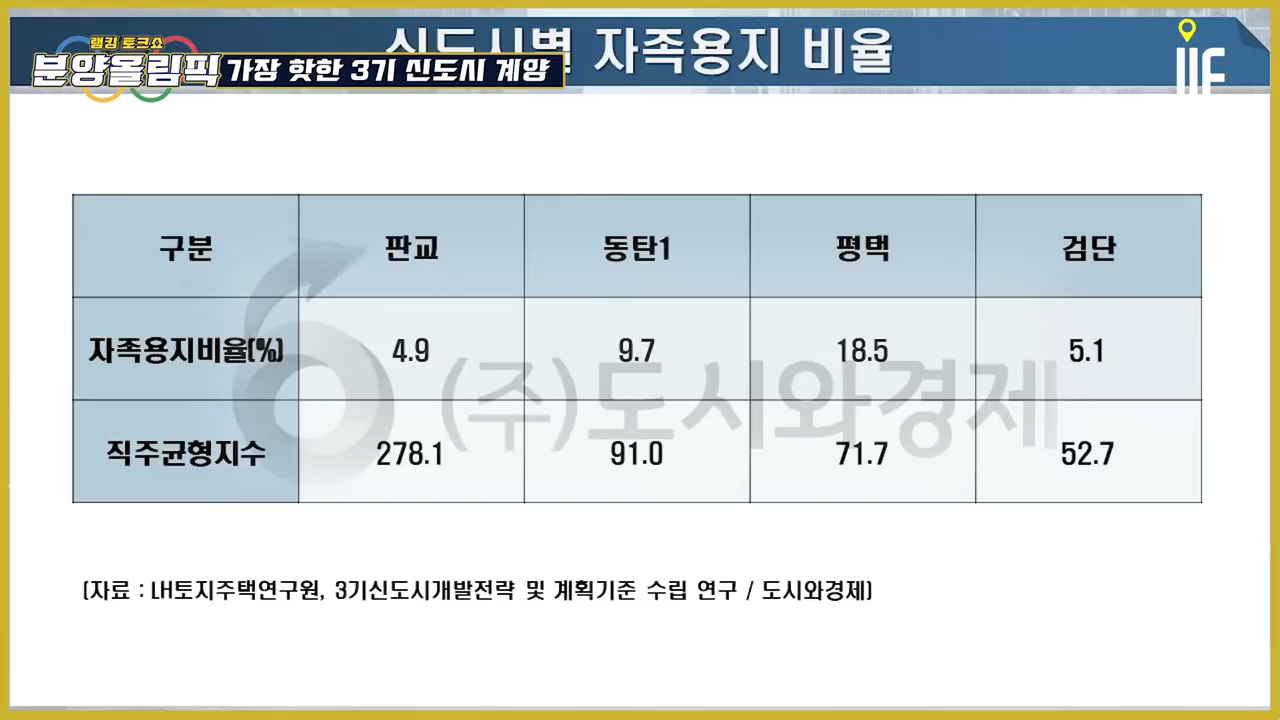 랭킹 토크쇼
분양올림픽 가장 핫한 3기 신도시 계양
신도시별 자족용지 비율
구분 판교 동탄1 평택 검단
자족용지비율(%) 4.9 9.7 18.5 5.1
직주균형지수 278.1 91.0 71.7 52.7
(주)도시와경제
(자료 : LH토지주택연구원, 3기신도시개발전략 및 계획기준 수립 연구 / 도시와경제)